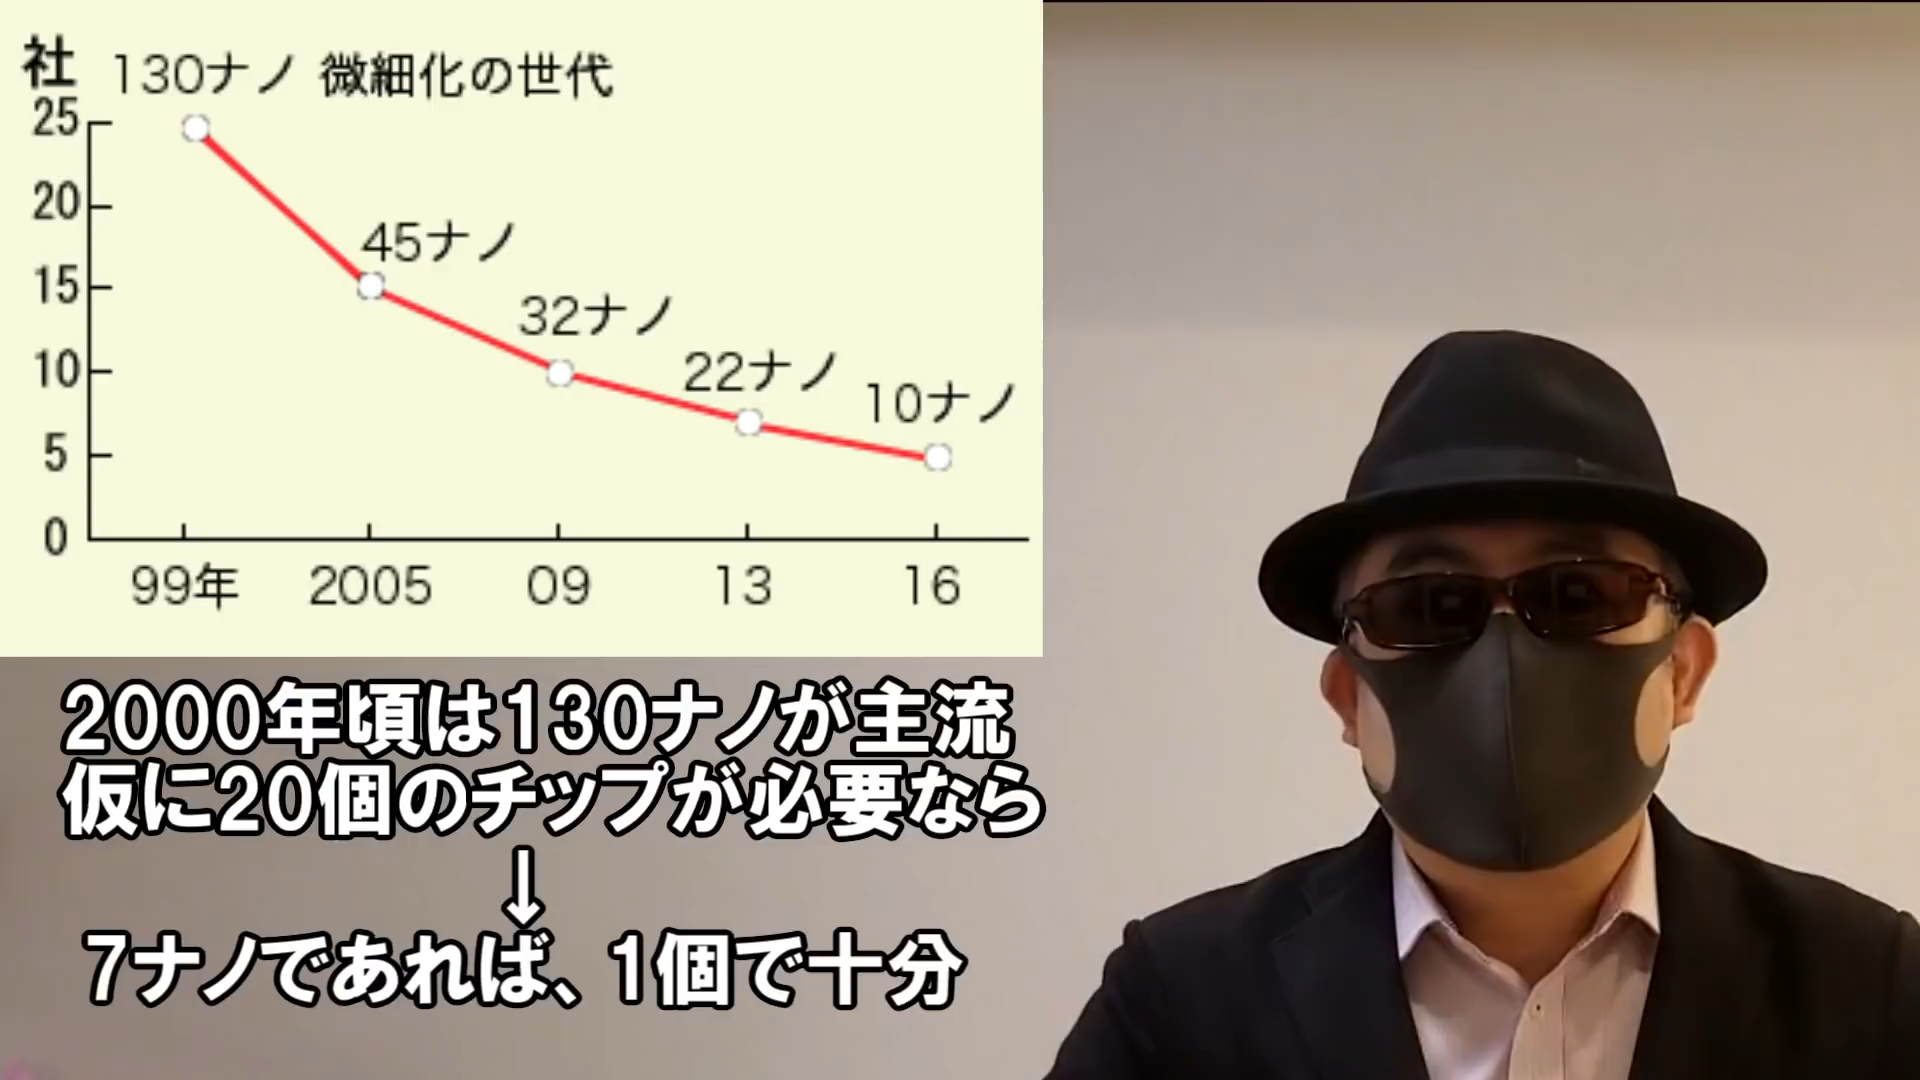 社 130ナノ 微細化の世代
25
20
45ナノ
15
32ナノ
10
22ナノ
10ナノ
5
0
99年 2005 09 13 16
2000年頃は130ナノが主流
仮に20個のチップが必要なら
↓
7ナノであれば、1個で十分